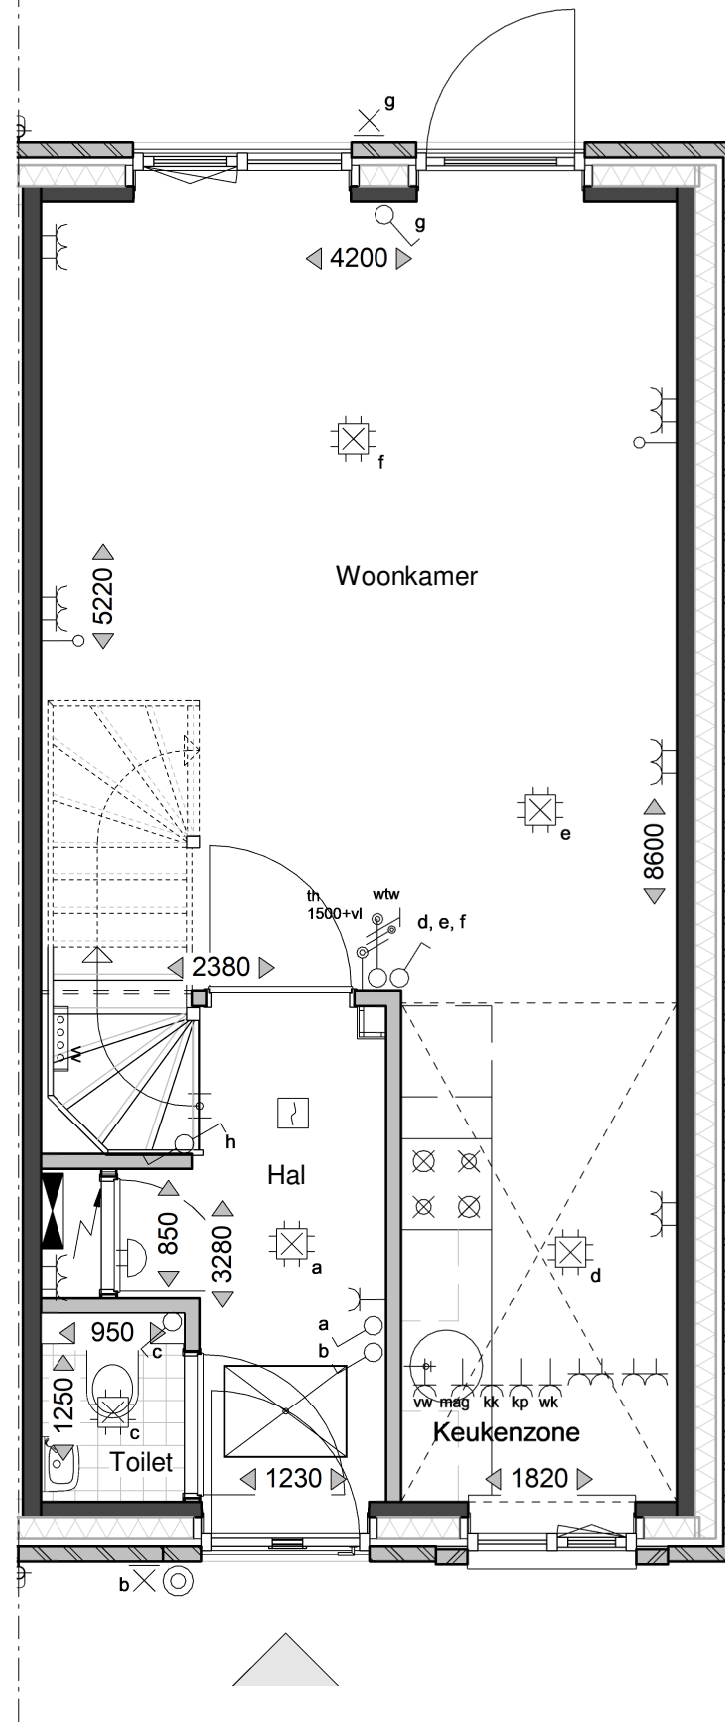 g
g
4200
f
Woonkamer
5220
e
8600
th
wtw
1500+vl
d, e, f
2380
w
h
Hal
850
3280
a
d
a
950
c
b
1250
c
vw mag kk kp wk
Keukenzone
Toilet
1230
1820
b